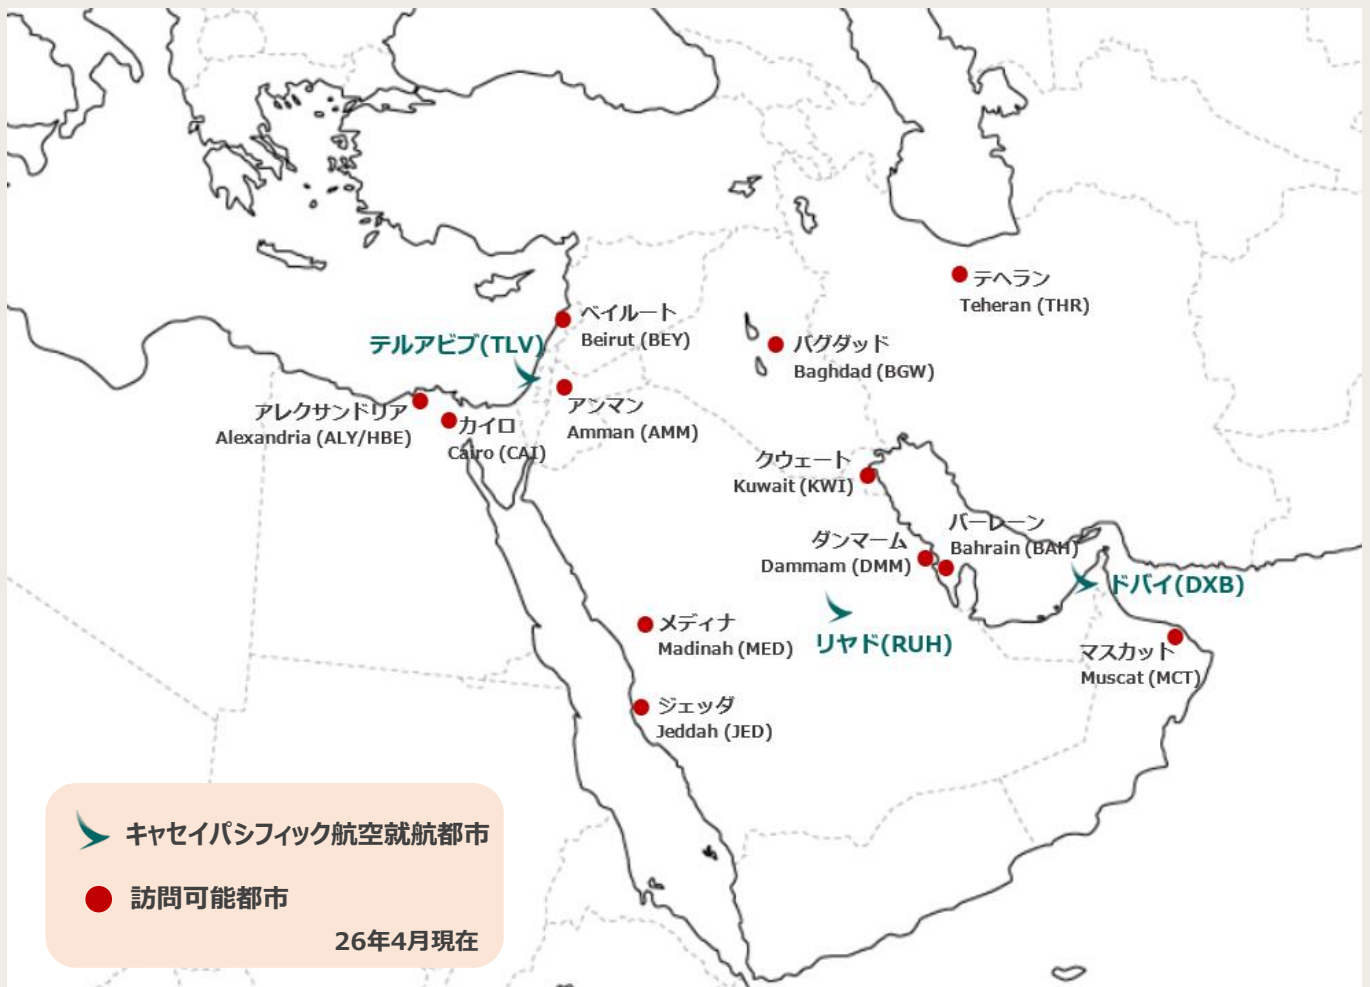 テヘラン
Teheran (THR)
ベイルート
Beirut (BEY)
テルアビブ(TLV)
バグダッド
Baghdad (BGW)
アンマン
Amman (AMM)
アレクサンドリア
Alexandria (ALY/HBE)
カイロ
Cairo (CAI)
クウェート
Kuwait (KWI)
バーレーン
Bahrain (BAH)
ダンマーム
Dammam (DMM)
ドバイ(DXB)
リヤド(RUH)
メディナ
Madinah (MED)
マスカット
Muscat (MCT)
ジェッダ
Jeddah (JED)
キャセイパシフィック航空就航都市
訪問可能都市
26年4月現在